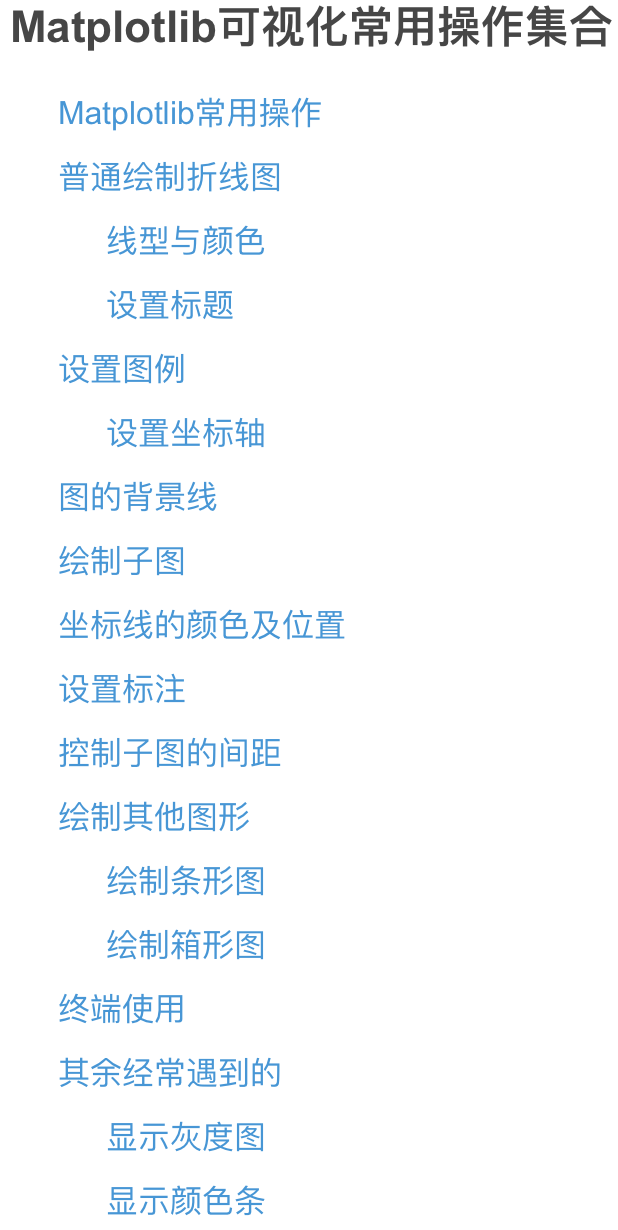 Matplotlib可视化常用操作集合
Matplotlib常用操作
普通绘制折线图
线型与颜色
设置标题
设置图例
设置坐标轴
图的背景线
绘制子图
坐标线的颜色及位置
设置标注
控制子图的间距
绘制其他图形
绘制条形图
绘制箱形图
终端使用
其余经常遇到的
显示灰度图
显示颜色条